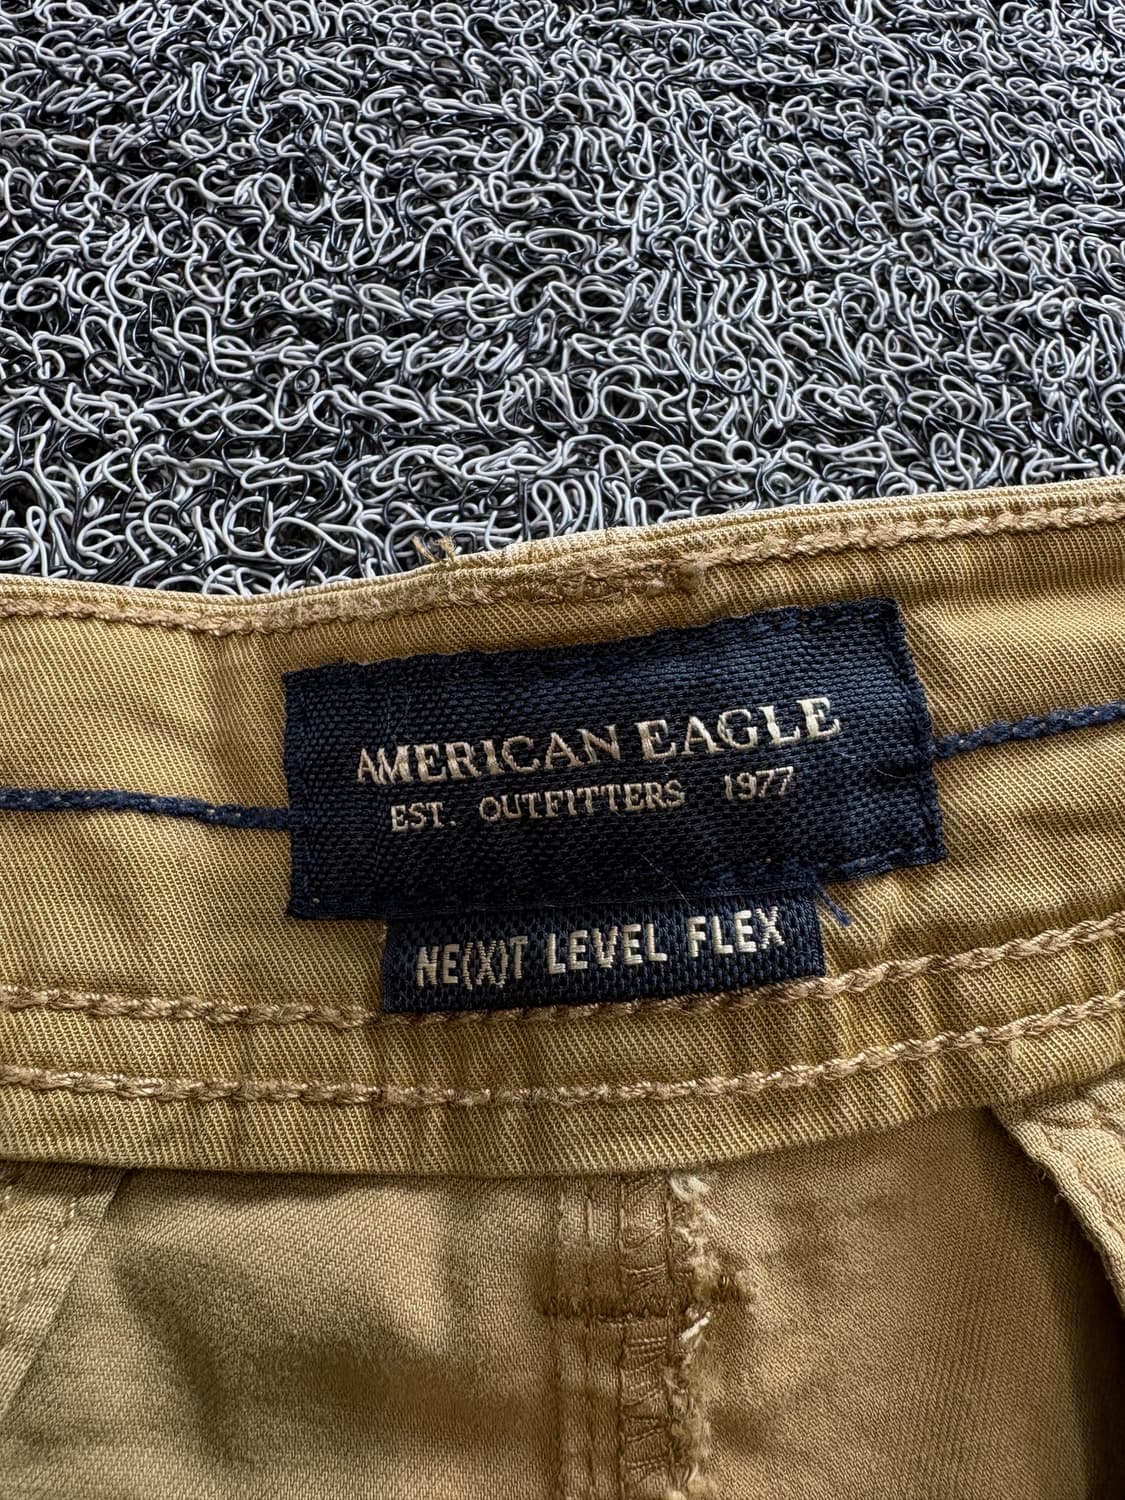 AMERICAN EAGLE
EST. OUTFITTERS 1977
NE(X)T LEVEL FLEX